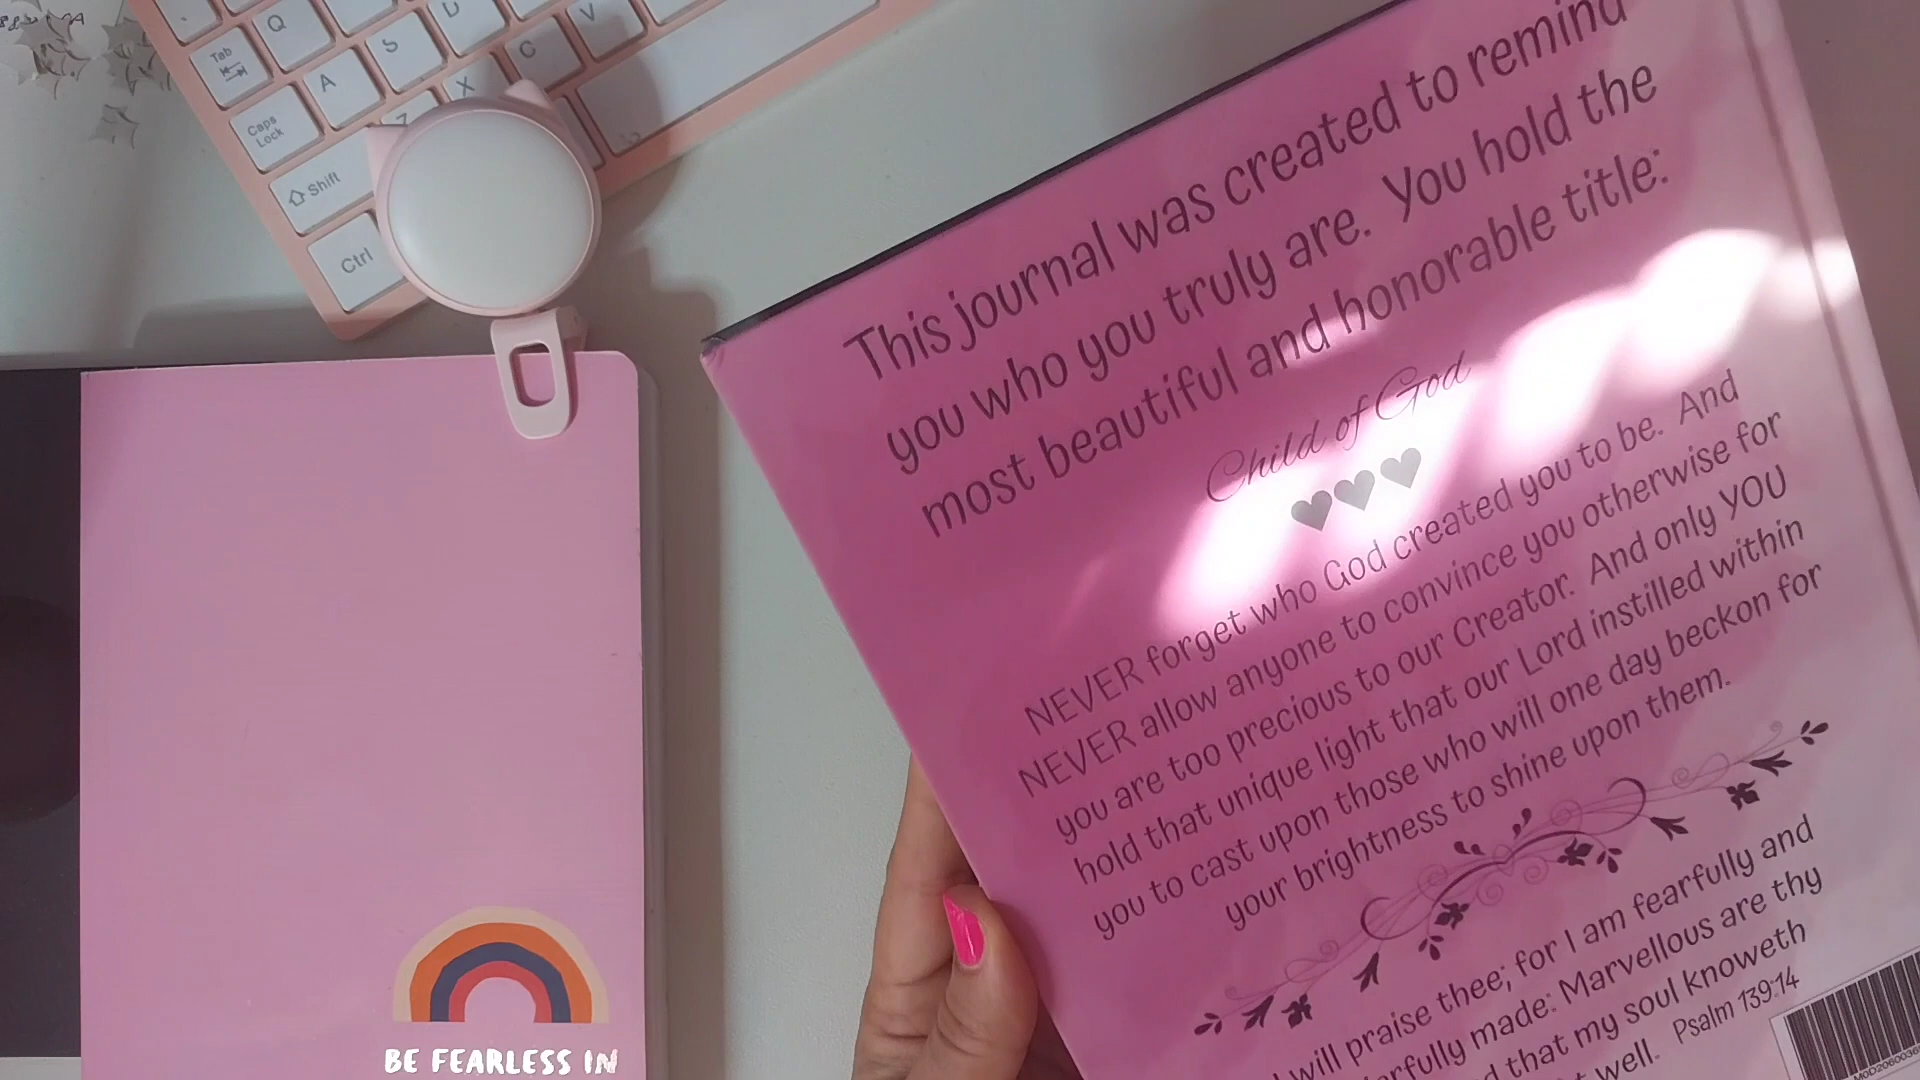 Q
Tab
A
S
D
Caps
Lock
Z
X
C
V
Shift
Ctrl
This journal was created to remind
you who you truly are. You hold the
most beautiful and honorable title:
Child of God
NEVER forget who God created you to be. And
NEVER allow anyone to convince you otherwise for
you are too precious to our Creator. And only YOU
hold that unique light that our Lord instilled within
you to cast upon those who will one day beckon for
your brightness to shine upon them.
will praise thee; for I am fearfully and
made: Marvellous are thy
that my soul knoweth
well. Psalm 139:14
BE FEARLESS IN